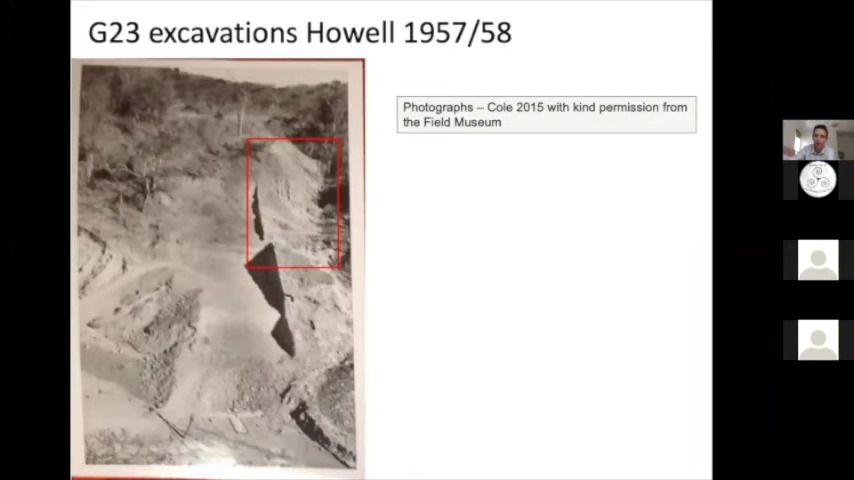 G23 excavations Howell 1957/58
Photographs – Cole 2015 with kind permission from
the Field Museum